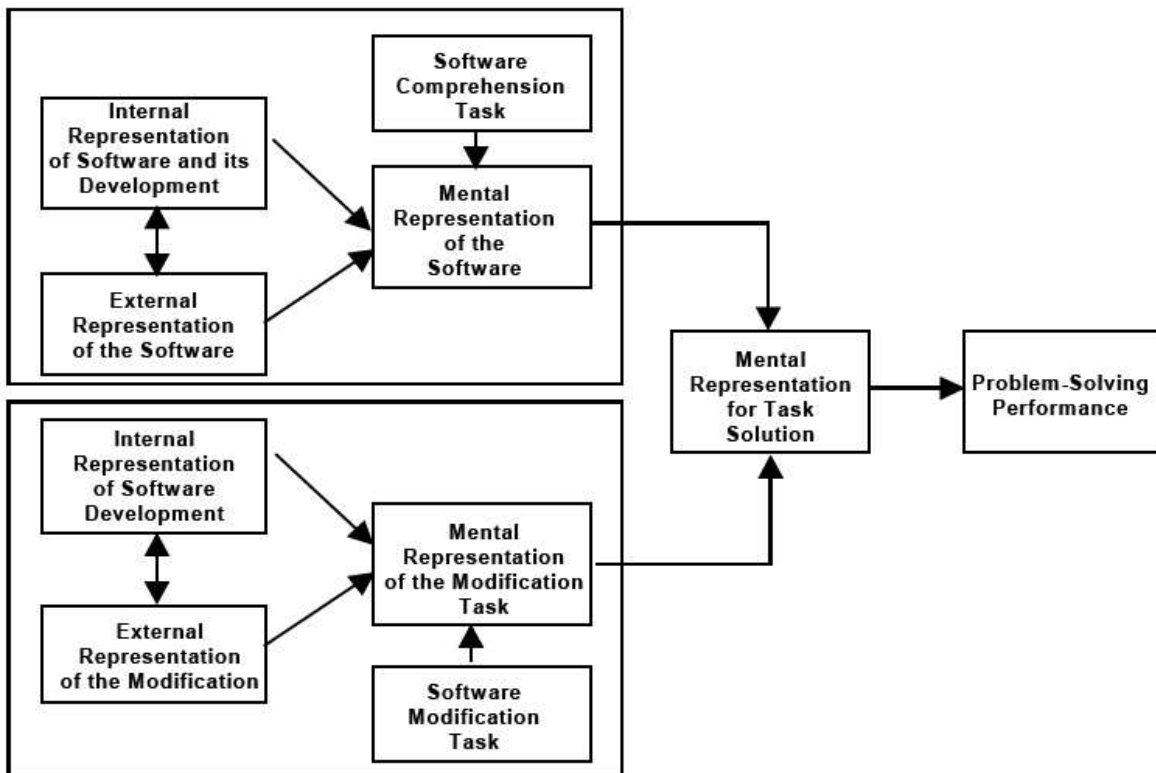 Software
Comprehension
Task
Internal
Representation
of Software and its
Development
Mental
Representation
of the
Software
External
Representation
of the Software
Mental
Representation
for Task
Solution
Problem-Solving
Performance
Internal
Representation
of Software
Development
Mental
Representation
of the Modification
Task
External
Representation
of the Modification
Software
Modification
Task